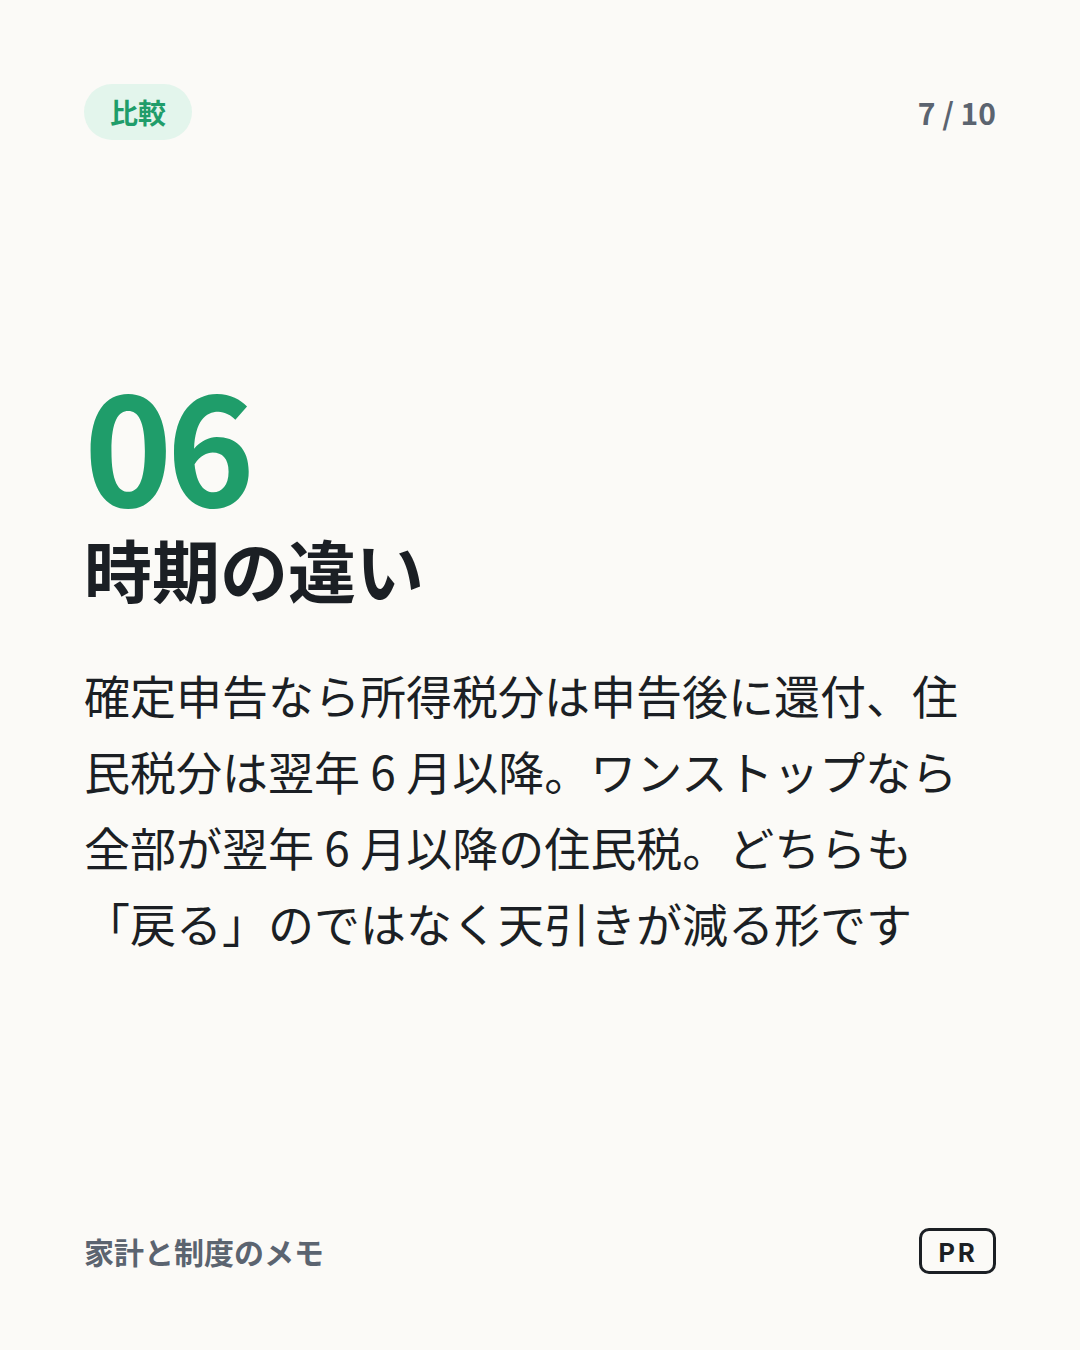 比較
7 / 10
06
時期の違い
確定申告なら所得税分は申告後に還付、住
民税分は翌年 6 月以降。ワンストップなら
全部が翌年 6 月以降の住民税。どちらも
「戻る」のではなく天引きが減る形です
家計と制度のメモ
PR